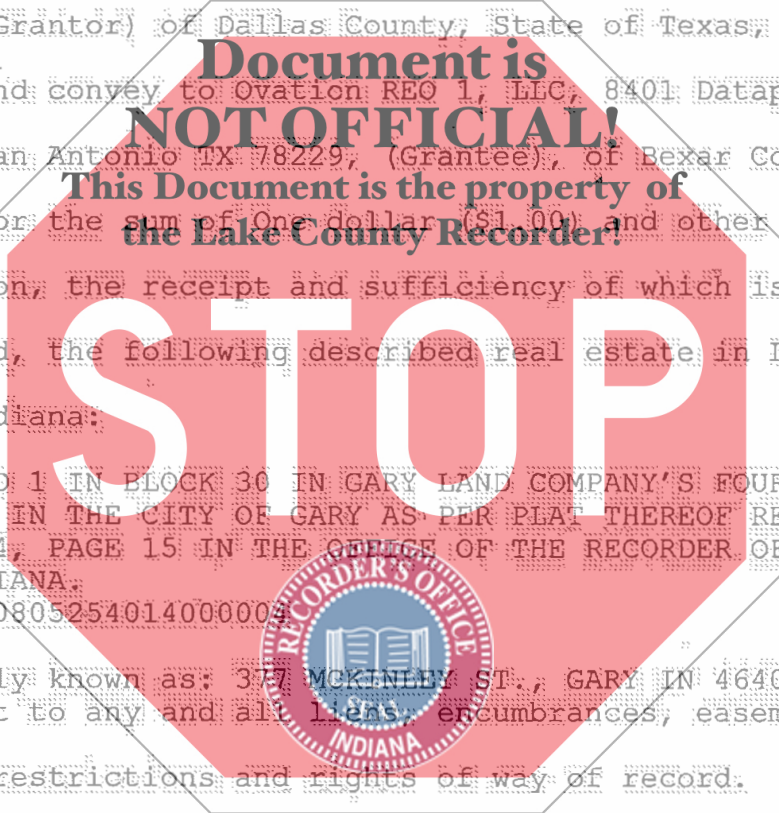 Grantor) of Dallas County, State of Texas,
Document is
nd convey to Ovation REO 1, LLC, 8401 Datap
NOT OFFICIAL!
an Antonio TX 78229, (Grantee), of Bexar Co
This Document is the property of
or the sum of One dollar ($1.00) and other
the Lake County Recorder!
on, the receipt and sufficiency of which is
STOP
d, the following described real estate in
diana:
1 IN BLOCK 30 IN GARY LAND COMPANY'S FOUR
IN THE CITY OF GARY AS PER PLAT THEREOF RE
4, PAGE 15 IN THE OFFICE OF THE RECORDER OF
IANA.
RECORDER'S OFFICE
ly known as: 377 MCKINLEY ST., GARY IN 4640
t to any and all liens, encumbrances, easem
SEAL
INDIANA
restrictions and rights of way of record.